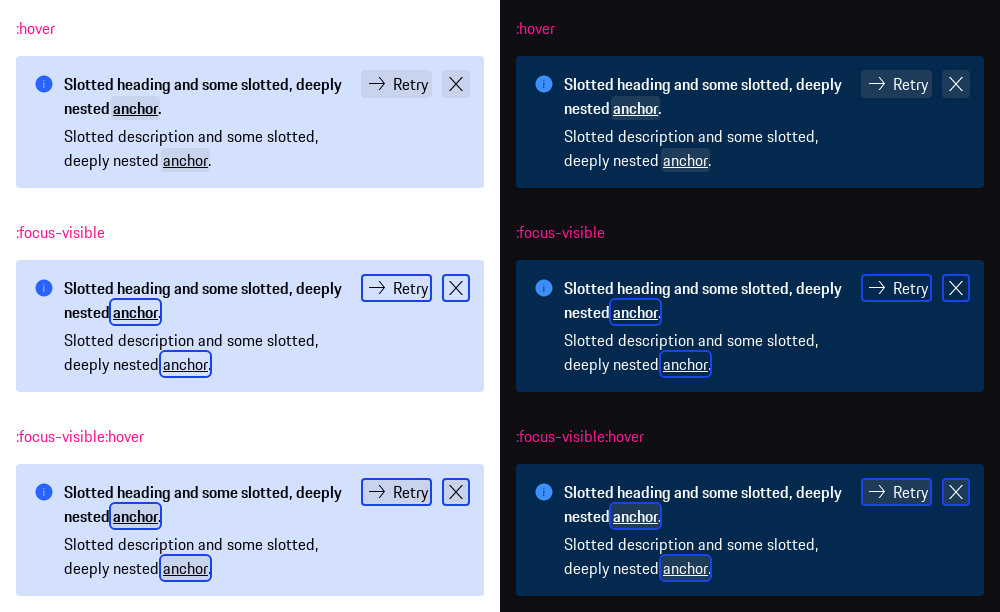 :hover
Slotted heading and some slotted, deeply
nested anchor.
Retry
Slotted description and some slotted,
deeply nested anchor.
:focus-visible
Slotted heading and some slotted, deeply
nested anchor.
Retry
Slotted description and some slotted,
deeply nested anchor.
:focus-visible:hover
Slotted heading and some slotted, deeply
nested anchor.
Retry
Slotted description and some slotted,
deeply nested anchor.
:hover
Slotted heading and some slotted, deeply
nested anchor.
Retry
Slotted description and some slotted,
deeply nested anchor.
:focus-visible
Slotted heading and some slotted, deeply
nested anchor.
Retry
Slotted description and some slotted,
deeply nested anchor.
:focus-visible:hover
Slotted heading and some slotted, deeply
nested anchor.
Retry
Slotted description and some slotted,
deeply nested anchor.